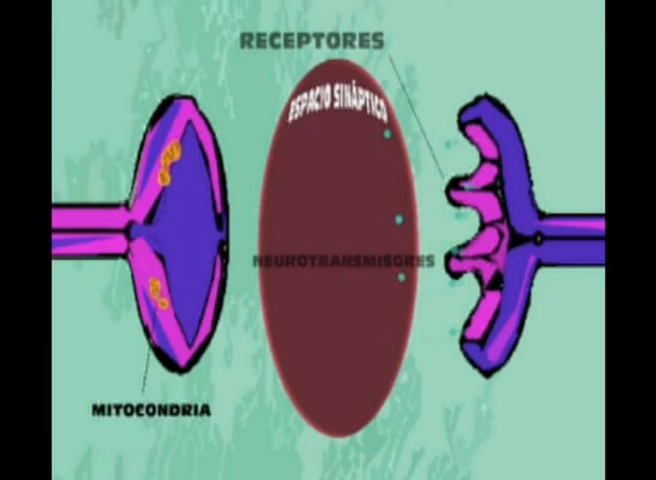 RECEPTORES
ESPACIO SINÁPTICO
NEUROTRANSMISORES
MITOCONDRIA